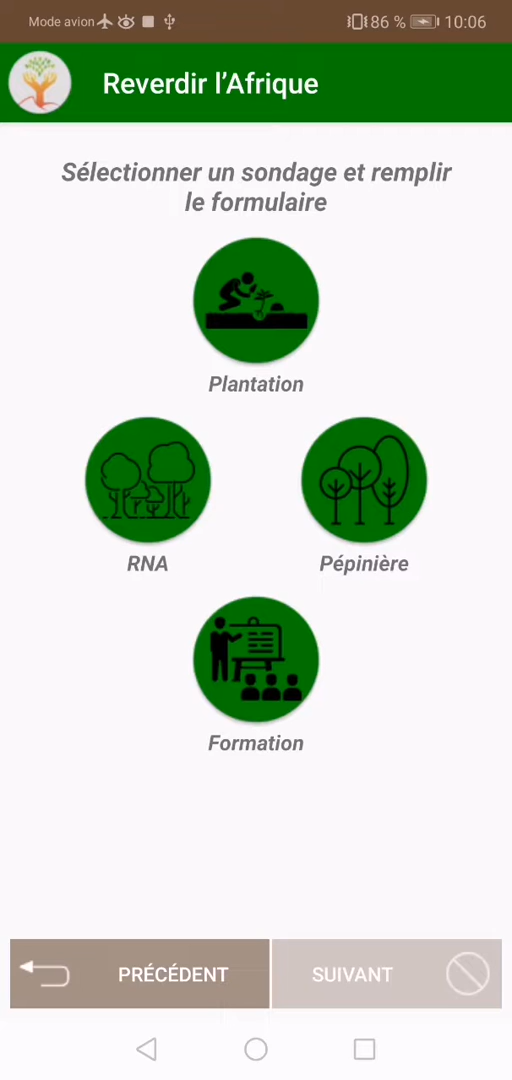 Mode avion 86 % 10:06
Reverdir l’Afrique
Sélectionner un sondage et remplir
le formulaire
Plantation
RNA Pépinière
Formation
PRÉCÉDENT SUIVANT